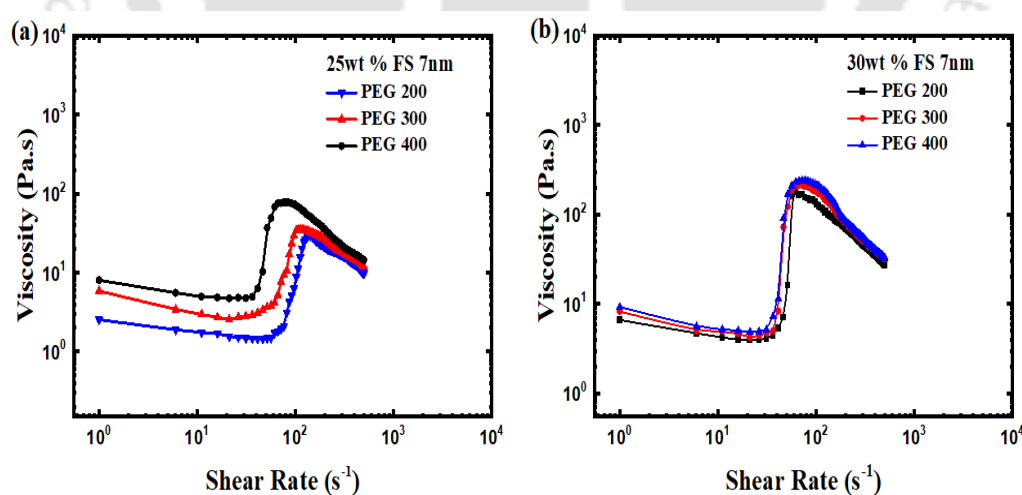 (a)
25wt % FS 7nm
PEG 200
PEG 300
PEG 400
10⁴
10³
10²
10¹
10⁰
Viscosity (Pa.s)
10⁰ 10¹ 10² 10³ 10⁴
Shear Rate (s⁻¹)
(b)
30wt % FS 7nm
PEG 200
PEG 300
PEG 400
10⁴
10³
10²
10¹
10⁰
Viscosity (Pa.s)
10⁰ 10¹ 10² 10³ 10⁴
Shear Rate (s⁻¹)